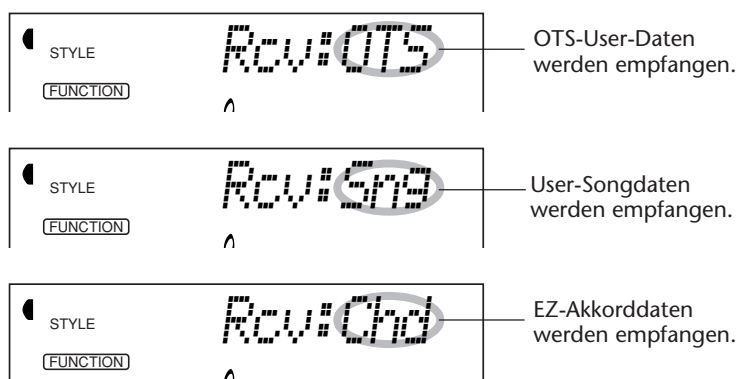 STYLE
Rcv:OTS
OTS-User-Daten
werden empfangen.
FUNCTION
STYLE
Rcv:Sng
User-Songdaten
werden empfangen.
FUNCTION
STYLE
Rcv:Chd
EZ-Akkorddaten
werden empfangen.
FUNCTION